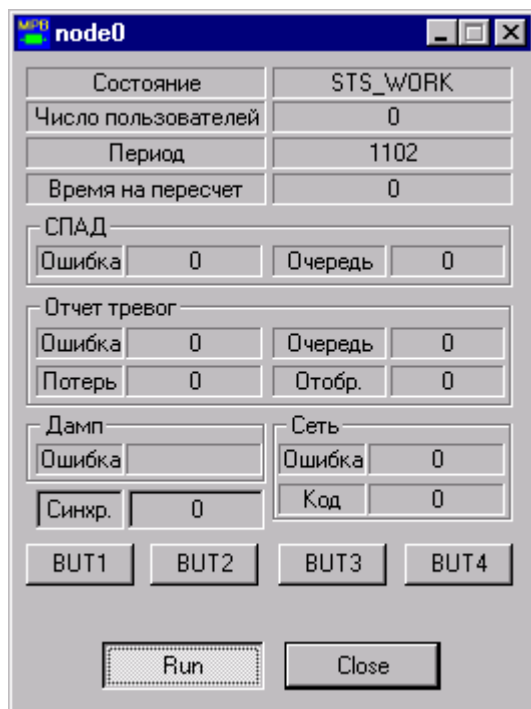 МРВ node0
Состояние STS_WORK
Число пользователей 0
Период 1102
Время на пересчет 0
СПАД
Ошибка 0 Очередь 0
Отчет тревог
Ошибка 0 Очередь 0
Потерь 0 Отобр. 0
Дамп Сеть
Ошибка Ошибка 0
Синхр. 0 Код 0
BUT1 BUT2 BUT3 BUT4
Run Close